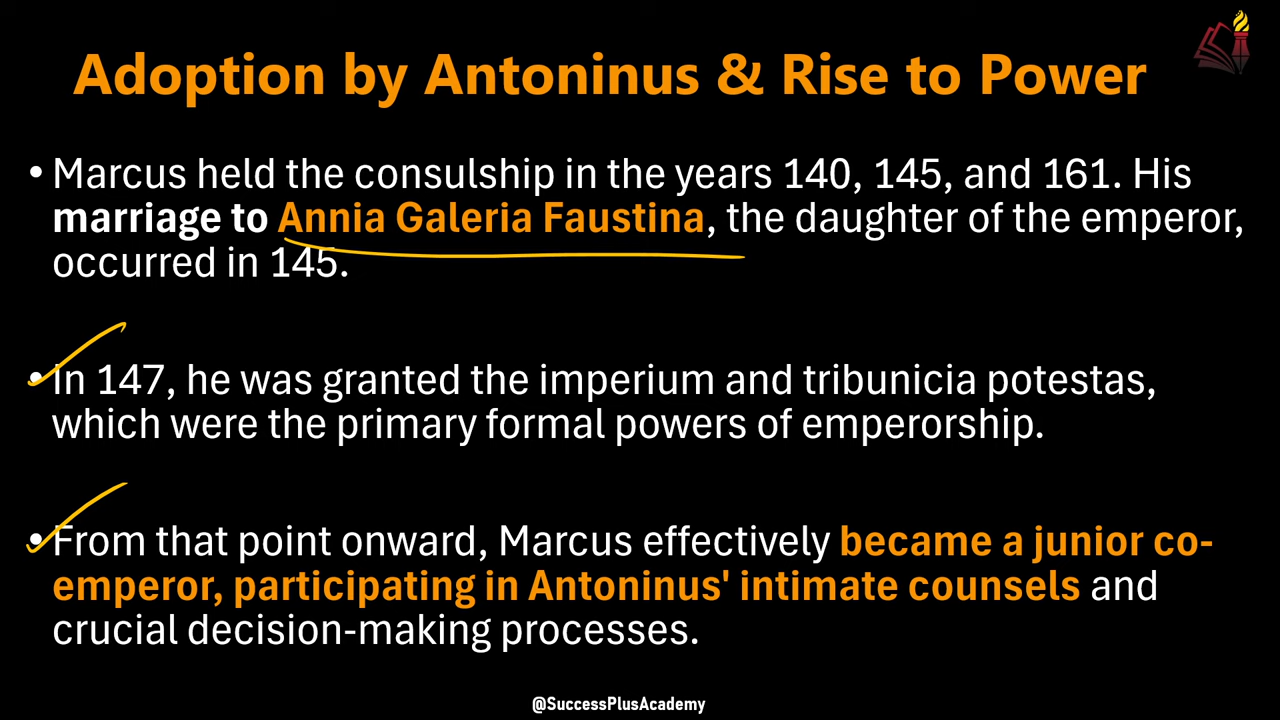 Adoption by Antoninus & Rise to Power
• Marcus held the consulship in the years 140, 145, and 161. His
marriage to Annia Galeria Faustina, the daughter of the emperor,
occurred in 145.
• In 147, he was granted the imperium and tribunicia potestas,
which were the primary formal powers of emperorship.
• From that point onward, Marcus effectively became a junior co-
emperor, participating in Antoninus' intimate counsels and
crucial decision-making processes.
@SuccessPlusAcademy